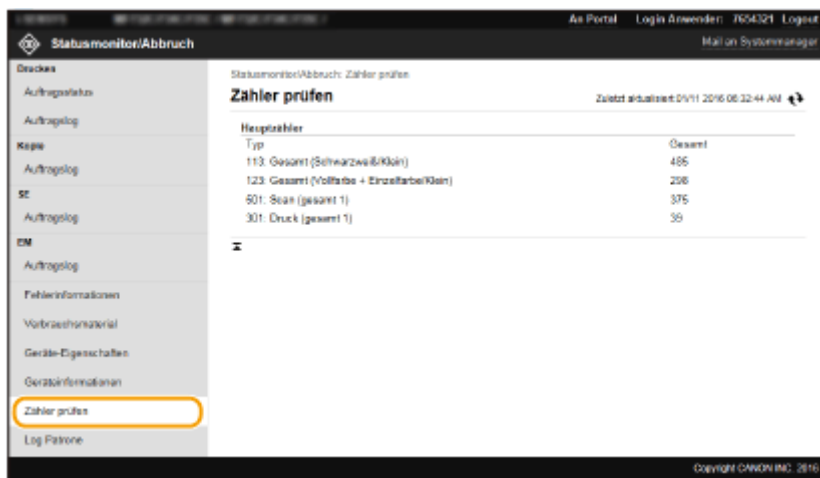 An Portal Login Anwender: 7654321 Logout
Statusmonitor/Abbruch
Mail an Systemmanager
Drucken
Auftragsstatus
Auftragslog
Kopie
Auftragslog
SE
Auftragslog
EM
Auftragslog
Fehlerinformationen
Verbrauchsmaterial
Geräte-Eigenschaften
Geräteinformationen
Zähler prüfen
Log Patrone
Statusmonitor/Abbruch: Zähler prüfen
Zähler prüfen
Zuletzt aktualisiert:01/11 2016 06:32:44 AM
Hauptzähler
Typ Gesamt
113: Gesamt (Schwarzweiß/Klein) 485
123: Gesamt (Vollfarbe + Einzelfarbe/Klein) 298
501: Scan (gesamt 1) 375
301: Druck (gesamt 1) 39
Copyright CANON INC. 2016